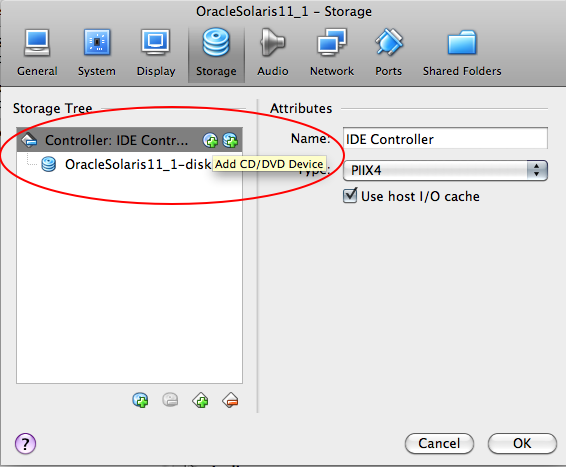 OracleSolaris11_1 – Storage
General System Display Storage Audio Network Ports Shared Folders
Storage Tree
Attributes
Controller: IDE Contr...
Name: IDE Controller
OracleSolaris11_1-disk
Add CD/DVD Device
Type: PIIX4
Use host I/O cache
?
Cancel OK